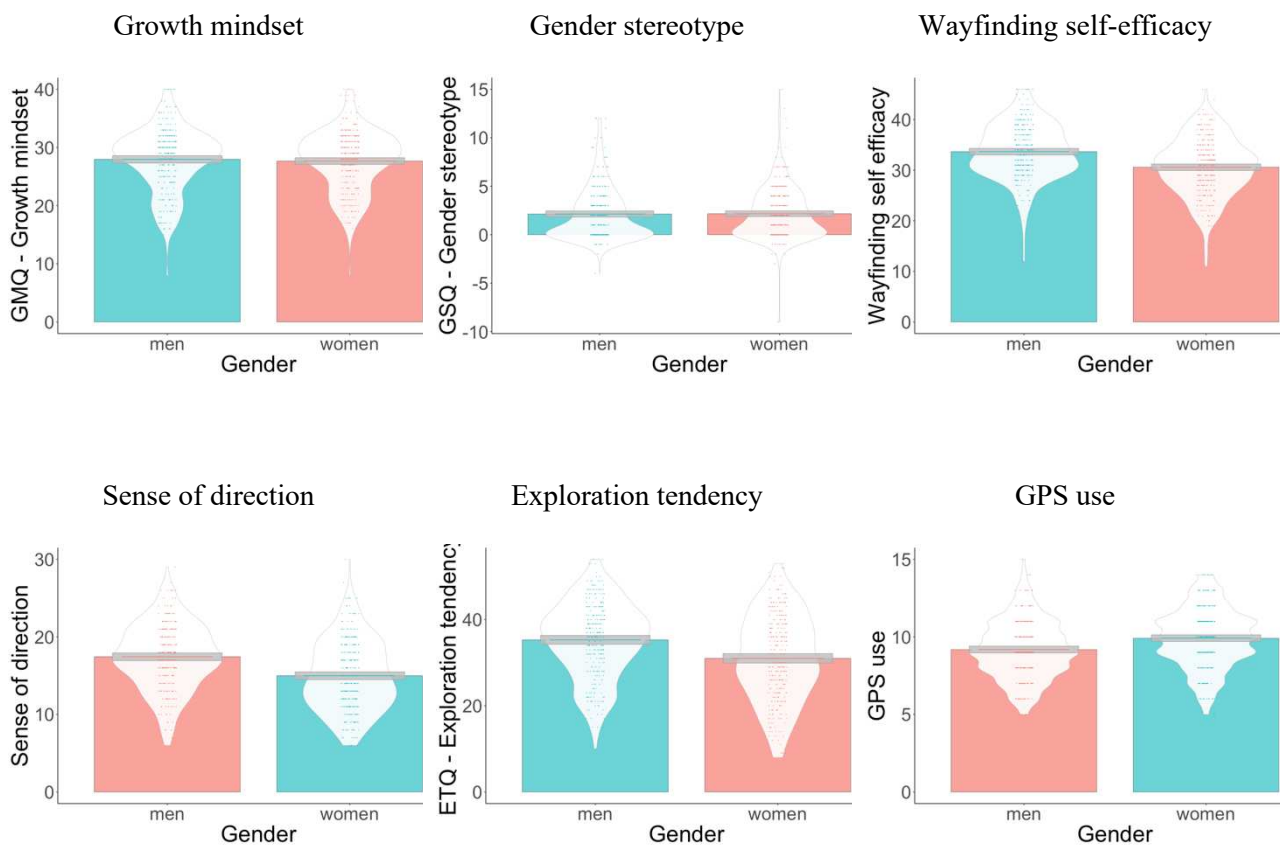 Growth mindset
GMQ - Growth mindset
40
30
20
10
0
men women
Gender
Gender stereotype
GSQ - Gender stereotype
15
10
5
0
-5
-10
men women
Gender
Wayfinding self-efficacy
Wayfinding self efficacy
40
30
20
10
0
men women
Gender
Sense of direction
Sense of direction
30
20
10
0
men women
Gender
Exploration tendency
ETQ - Exploration tendency
40
20
0
men women
Gender
GPS use
GPS use
15
10
5
0
men women
Gender